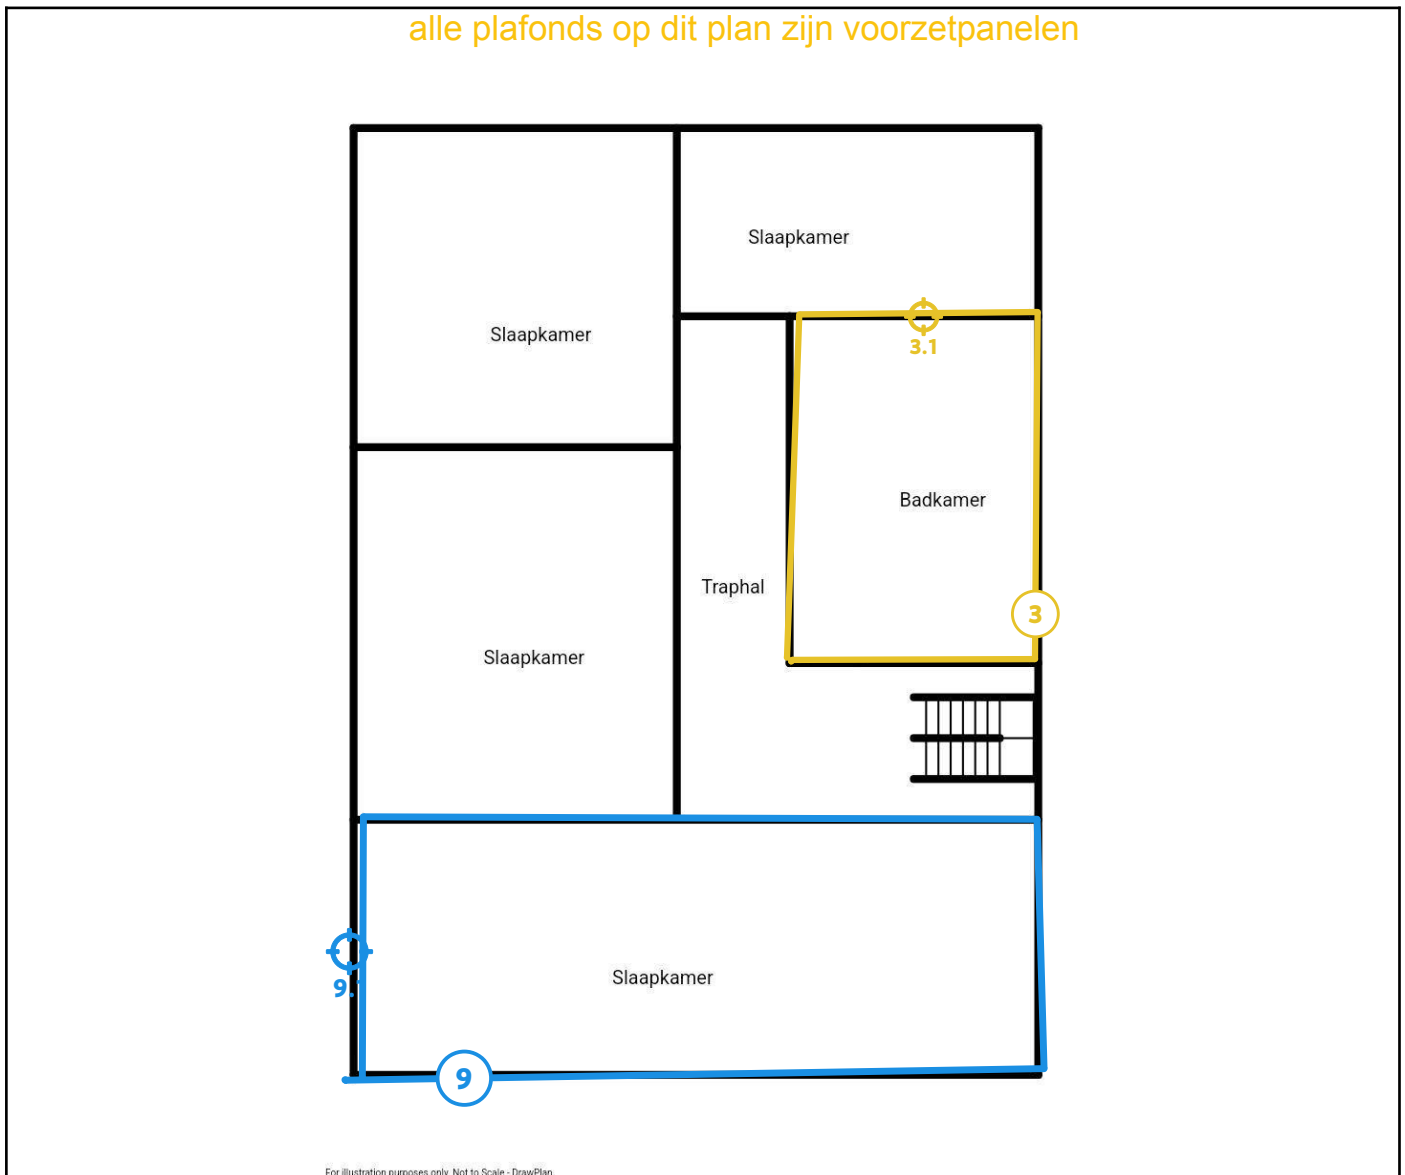 alle plafonds op dit plan zijn voorzetpanelen
Slaapkamer
Slaapkamer
3.1
Badkamer
Traphal
3
Slaapkamer
9.
Slaapkamer
9
For illustration purposes only. Not to Scale - DrawPlan